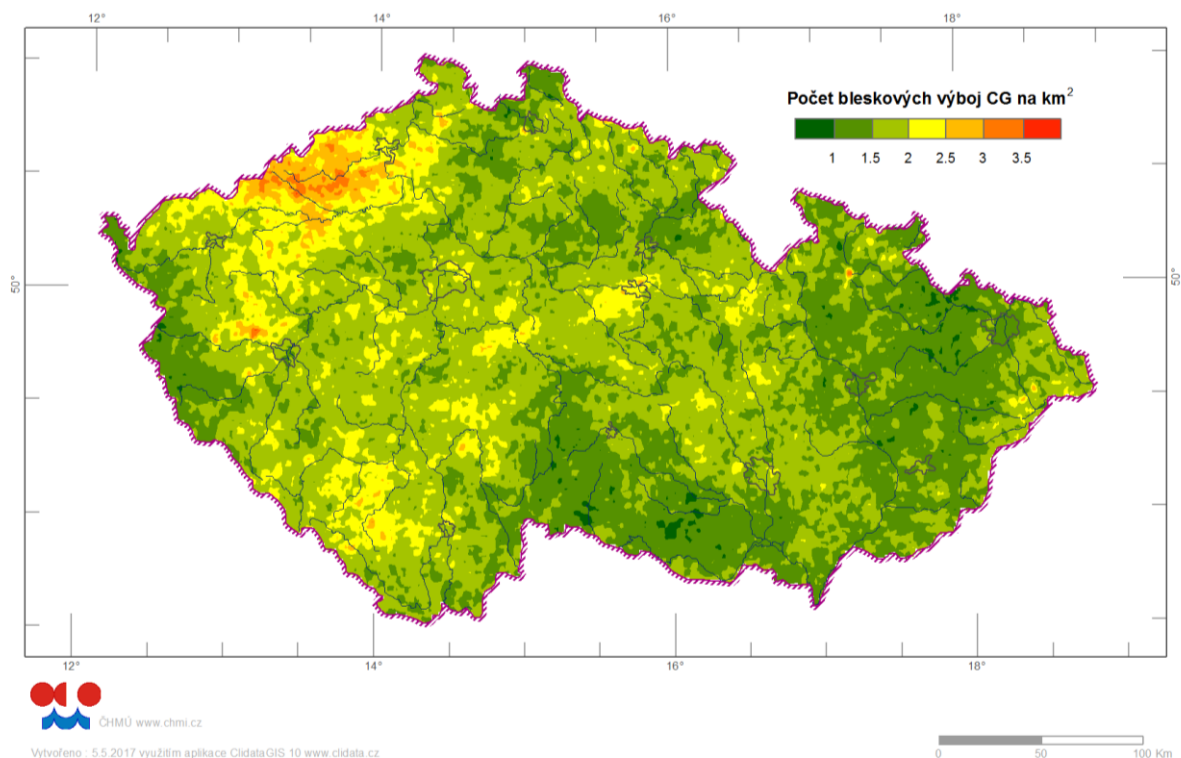 12° 14° 16° 18°
Počet bleskových výboj CG na km²
1 1.5 2 2.5 3 3.5
50° 50°
12° 14° 16° 18°
ČHMÚ www.chmi.cz
Vytvořeno : 5.5.2017 využitím aplikace ClidataGIS 10 www.clidata.cz
0 50 100 Km